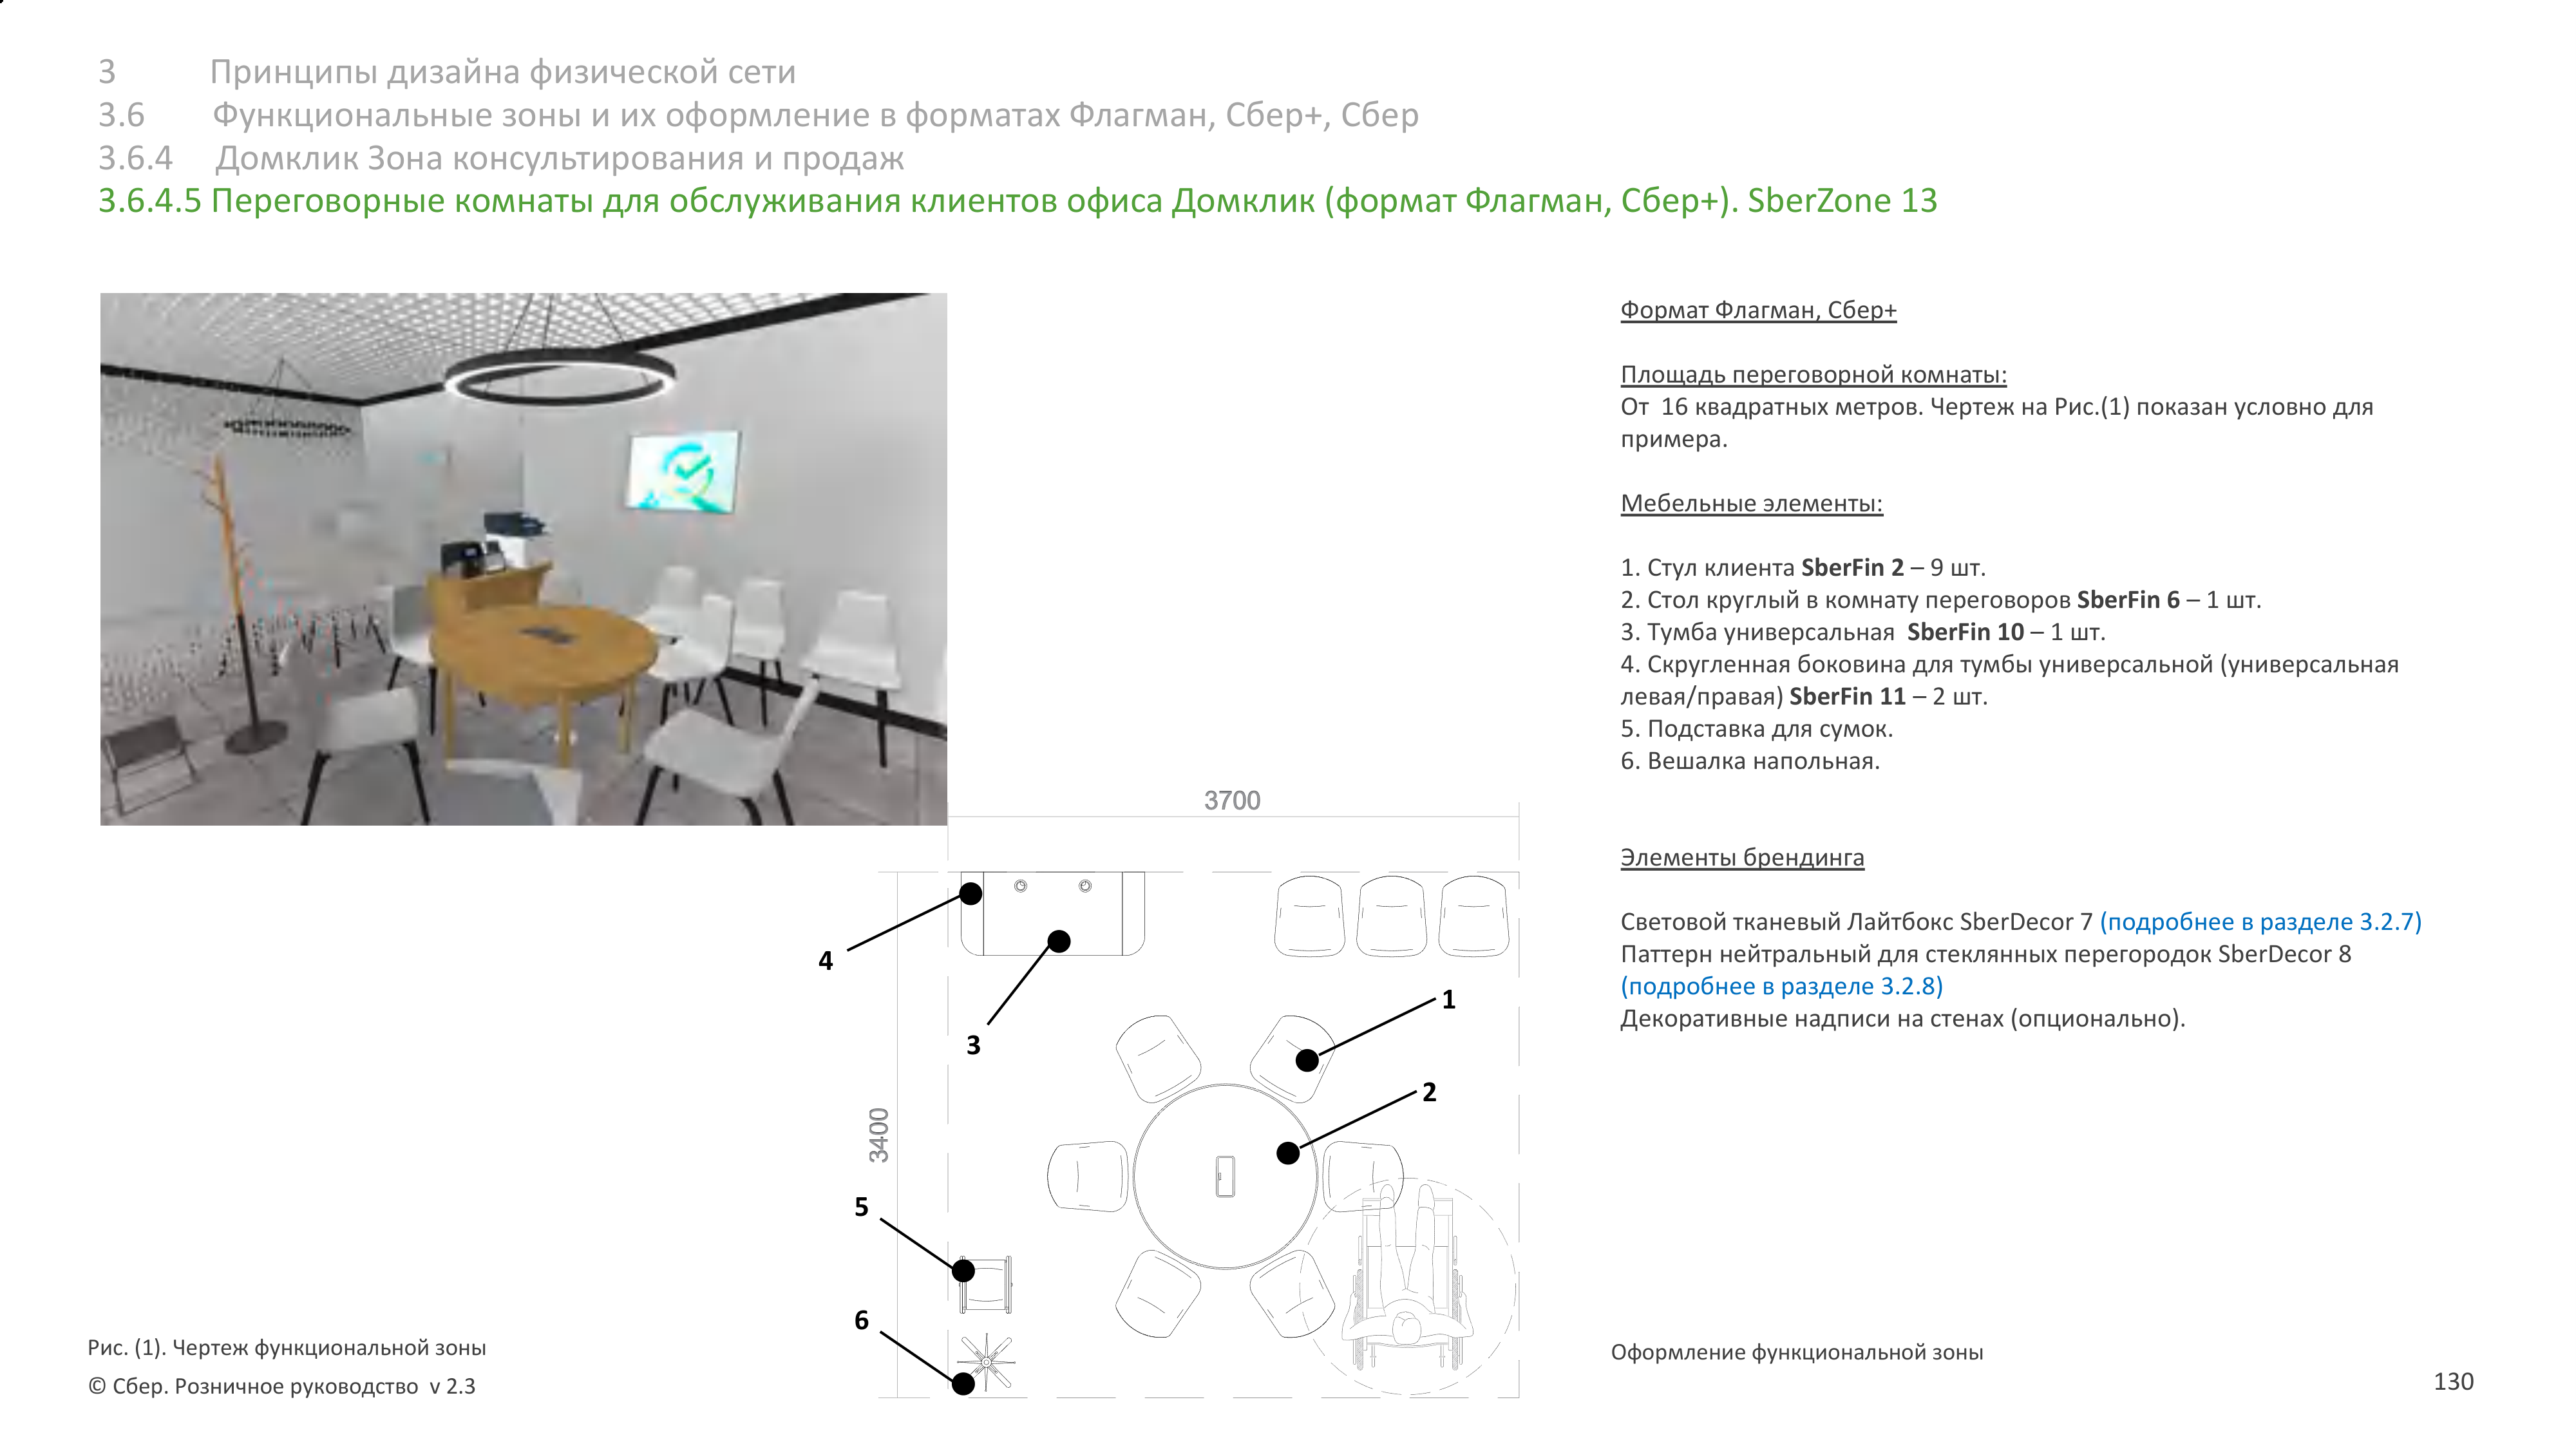 3 Принципы дизайна физической сети
3.6 Функциональные зоны и их оформление в форматах Флагман, Сбер+, Сбер
3.6.4 Домклик Зона консультирования и продаж
3.6.4.5 Переговорные комнаты для обслуживания клиентов офиса Домклик (формат Флагман, Сбер+). SberZone 13
Формат Флагман, Сбер+
Площадь переговорной комнаты:
От 16 квадратных метров. Чертеж на Рис.(1) показан условно для
примера.
Мебельные элементы:
1. Стул клиента SberFin 2 – 9 шт.
2. Стол круглый в комнату переговоров SberFin 6 – 1 шт.
3. Тумба универсальная SberFin 10 – 1 шт.
4. Скругленная боковина для тумбы универсальной (универсальная
левая/правая) SberFin 11 – 2 шт.
5. Подставка для сумок.
6. Вешалка напольная.
Элементы брендинга
Световой тканевый Лайтбокс SberDecor 7 (подробнее в разделе 3.2.7)
Паттерн нейтральный для стеклянных перегородок SberDecor 8
(подробнее в разделе 3.2.8)
Декоративные надписи на стенах (опционально).
3700
3400
4
3
1
2
5
6
Рис. (1). Чертеж функциональной зоны
© Сбер. Розничное руководство v 2.3
Оформление функциональной зоны
130